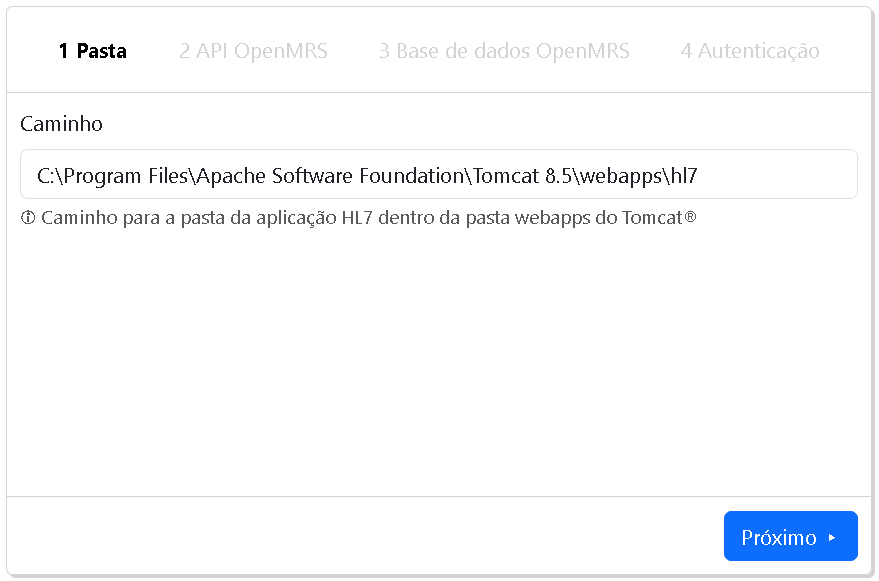 1 Pasta 2 API OpenMRS 3 Base de dados OpenMRS 4 Autenticação
Caminho
C:\Program Files\Apache Software Foundation\Tomcat 8.5\webapps\hl7
ⓘ Caminho para a pasta da aplicação HL7 dentro da pasta webapps do Tomcat®
Próximo ▸